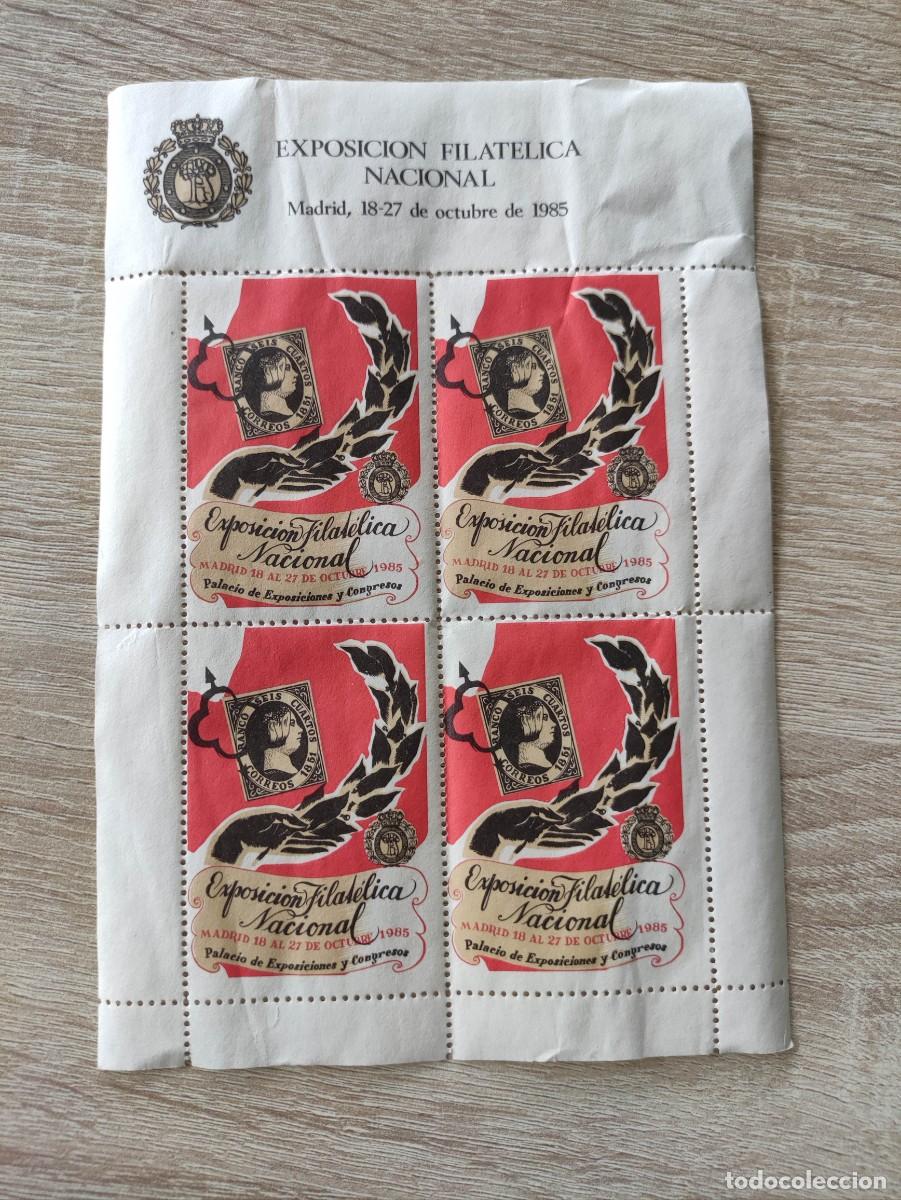 EXPOSICION FILATELICA
NACIONAL
Madrid, 18-27 de octubre de 1985
FRANCO SEIS CUARTOS
CORREOS 1851
Exposición Filatélica
Nacional
MADRID 18 AL 27 DE OCTUBRE 1985
Palacio de Exposiciones y Congresos
FRANCO SEIS CUARTOS
CORREOS 1851
Exposición Filatélica
Nacional
MADRID 18 AL 27 DE OCTUBRE 1985
Palacio de Exposiciones y Congresos
FRANCO SEIS CUARTOS
CORREOS 1851
Exposición Filatélica
Nacional
MADRID 18 AL 27 DE OCTUBRE 1985
Palacio de Exposiciones y Congresos
FRANCO SEIS CUARTOS
CORREOS 1851
Exposición Filatélica
Nacional
MADRID 18 AL 27 DE OCTUBRE 1985
Palacio de Exposiciones y Congresos
todocoleccion